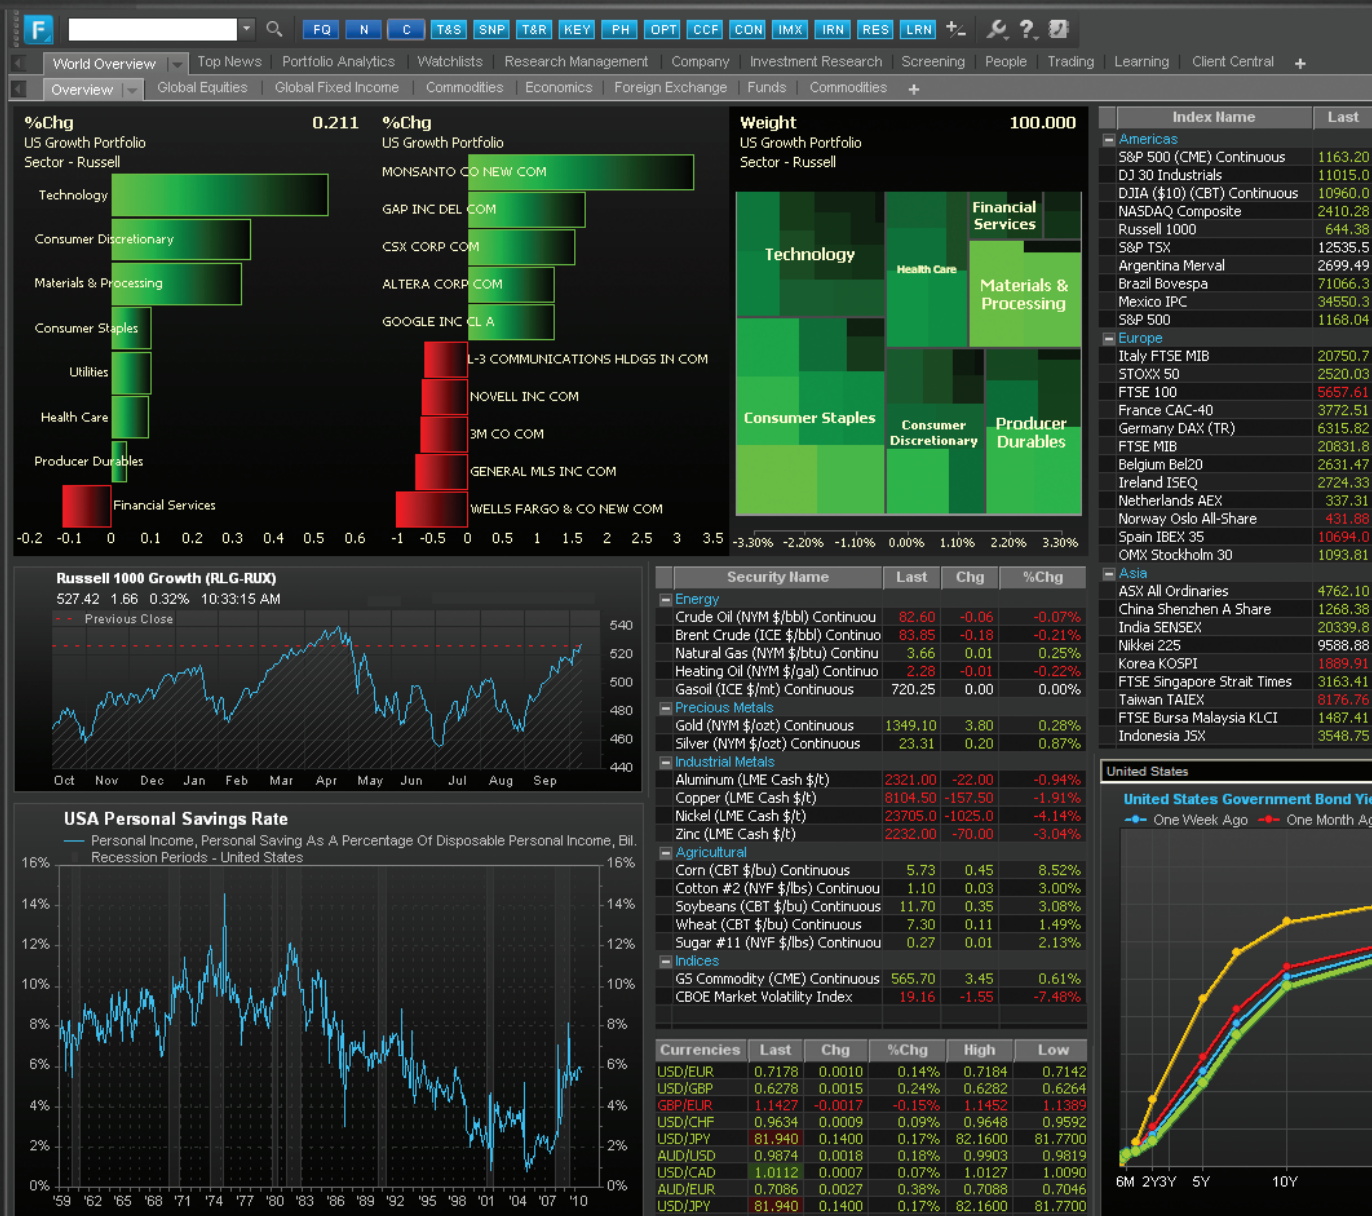 F
FQ N C T&S SNP T&R KEY PH OPT CCF CON IMX IRN RES LRN
World Overview Top News Portfolio Analytics Watchlists Research Management Company Investment Research Screening People Trading Learning Client Central +
Overview Global Equities Global Fixed Income Commodities Economics Foreign Exchange Funds Commodities +
%Chg 0.211
US Growth Portfolio
Sector - Russell
Technology
Consumer Discretionary
Materials & Processing
Consumer Staples
Utilities
Health Care
Producer Durables
Financial Services
-0.2 -0.1 0 0.1 0.2 0.3 0.4 0.5 0.6
%Chg
US Growth Portfolio
MONSANTO CO NEW COM
GAP INC DEL COM
CSX CORP COM
ALTERA CORP COM
GOOGLE INC CL A
L-3 COMMUNICATIONS HLDGS IN COM
NOVELL INC COM
3M CO COM
GENERAL MLS INC COM
WELLS FARGO & CO NEW COM
-1 -0.5 0 0.5 1 1.5 2 2.5 3 3.5
Weight 100.000
US Growth Portfolio
Sector - Russell
Technology
Health Care
Financial Services
Materials & Processing
Consumer Staples
Consumer Discretionary
Producer Durables
-3.30% -2.20% -1.10% 0.00% 1.10% 2.20% 3.30%
Index Name Last
Americas
S&P 500 (CME) Continuous 1163.20
DJ 30 Industrials 11015.0
DJIA ($10) (CBT) Continuous 10960.0
NASDAQ Composite 2410.28
Russell 1000 644.38
S&P TSX 12535.5
Argentina Merval 2699.49
Brazil Bovespa 71066.3
Mexico IPC 34550.3
S&P 500 1168.04
Europe
Italy FTSE MIB 20750.7
STOXX 50 2520.03
FTSE 100 5657.61
France CAC-40 3772.51
Germany DAX (TR) 6315.82
FTSE MIB 20831.8
Belgium Bel20 2631.47
Ireland ISEQ 2724.33
Netherlands AEX 337.31
Norway Oslo All-Share 431.88
Spain IBEX 35 10694.0
OMX Stockholm 30 1093.81
Asia
ASX All Ordinaries 4762.10
China Shenzhen A Share 1268.38
India SENSEX 20339.8
Nikkei 225 9588.88
Korea KOSPI 1889.91
FTSE Singapore Strait Times 3163.41
Taiwan TAIEX 8176.76
FTSE Bursa Malaysia KLCI 1487.41
Indonesia JSX 3548.75
Russell 1000 Growth (RLG-RUX)
527.42 1.66 0.32% 10:33:15 AM
Previous Close
540
520
500
480
460
440
Oct Nov Dec Jan Feb Mar Apr May Jun Jul Aug Sep
USA Personal Savings Rate
Personal Income, Personal Saving As A Percentage Of Disposable Personal Income, Bil.
Recession Periods - United States
16% 16%
14% 14%
12% 12%
10% 10%
8% 8%
6% 6%
4% 4%
2% 2%
0% 0%
'59 '62 '65 '68 '71 '74 '77 '80 '83 '86 '89 '92 '95 '98 '01 '04 '07 '10
Security Name Last Chg %Chg
Energy
Crude Oil (NYM $/bbl) Continuou 82.60 -0.06 -0.07%
Brent Crude (ICE $/bbl) Continuo 83.85 -0.18 -0.21%
Natural Gas (NYM $/btu) Continu 3.66 0.01 0.25%
Heating Oil (NYM $/gal) Continuo 2.28 -0.01 -0.22%
Gasoil (ICE $/mt) Continuous 720.25 0.00 0.00%
Precious Metals
Gold (NYM $/ozt) Continuous 1349.10 3.80 0.28%
Silver (NYM $/ozt) Continuous 23.31 0.20 0.87%
Industrial Metals
Aluminum (LME Cash $/t) 2321.00 -22.00 -0.94%
Copper (LME Cash $/t) 8104.50 -157.50 -1.91%
Nickel (LME Cash $/t) 23705.0 -1025.0 -4.14%
Zinc (LME Cash $/t) 2232.00 -70.00 -3.04%
Agricultural
Corn (CBT $/bu) Continuous 5.73 0.45 8.52%
Cotton #2 (NYF $/lbs) Continuou 1.10 0.03 3.00%
Soybeans (CBT $/bu) Continuous 11.70 0.35 3.08%
Wheat (CBT $/bu) Continuous 7.30 0.11 1.49%
Sugar #11 (NYF $/lbs) Continuou 0.27 0.01 2.13%
Indices
GS Commodity (CME) Continuous 565.70 3.45 0.61%
CBOE Market Volatility Index 19.16 -1.55 -7.48%
Currencies Last Chg %Chg High Low
USD/EUR 0.7178 0.0010 0.14% 0.7184 0.7142
USD/GBP 0.6278 0.0015 0.24% 0.6282 0.6264
GBP/EUR 1.1427 -0.0017 -0.15% 1.1452 1.1389
USD/CHF 0.9634 0.0009 0.09% 0.9648 0.9592
USD/JPY 81.940 0.1400 0.17% 82.1600 81.7700
AUD/USD 0.9874 0.0018 0.18% 0.9903 0.9819
USD/CAD 1.0112 0.0007 0.07% 1.0127 1.0090
AUD/EUR 0.7086 0.0027 0.38% 0.7088 0.7046
USD/JPY 81.940 0.1400 0.17% 82.1600 81.7700
United States
United States Government Bond Yie
One Week Ago One Month Ag
6M 2Y3Y 5Y 10Y